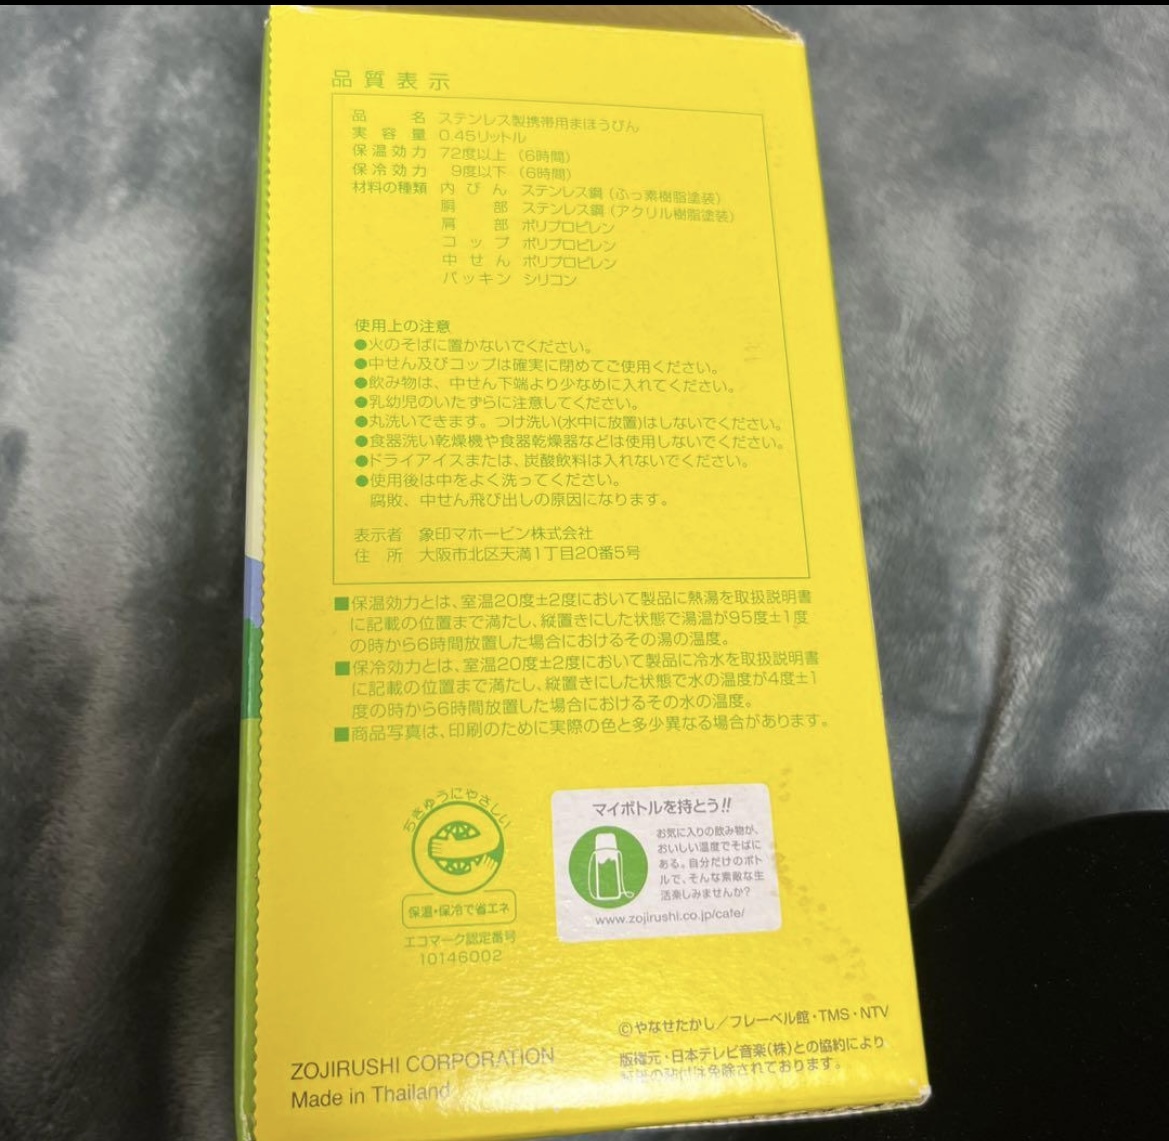 品質表示
品名 ステンレス製携帯用まほうびん
実容量 0.45リットル
保温効力 72度以上（6時間）
保冷効力 9度以下（6時間）
材料の種類 内びん ステンレス鋼（ふっ素樹脂塗装）
胴部 ステンレス鋼（アクリル樹脂塗装）
肩部 ポリプロピレン
コップ ポリプロピレン
中せん ポリプロピレン
パッキン シリコン
使用上の注意
●火のそばに置かないでください。
●中せん及びコップは確実に閉めてご使用ください。
●飲み物は、中せん下端より少なめに入れてください。
●乳幼児のいたずらに注意してください。
●丸洗いできます。つけ洗い(水中に放置)はしないでください。
●食器洗い乾燥機や食器乾燥器などは使用しないでください。
●ドライアイスまたは、炭酸飲料は入れないでください。
●使用後は中をよく洗ってください。
腐敗、中せん飛び出しの原因になります。
表示者 象印マホービン株式会社
住所 大阪市北区天満1丁目20番5号
■保温効力とは、室温20度±2度において製品に熱湯を取扱説明書
に記載の位置まで満たし、縦置きにした状態で湯温が95度±1度
の時から6時間放置した場合におけるその湯の温度。
■保冷効力とは、室温20度±2度において製品に冷水を取扱説明書
に記載の位置まで満たし、縦置きにした状態で水の温度が4度±1
度の時から6時間放置した場合におけるその水の温度。
■商品写真は、印刷のために実際の色と多少異なる場合があります。
ちきゅうにやさしい
保温・保冷で省エネ
エコマーク認定番号
10146002
マイボトルを持とう!!
お気に入りの飲み物が、
おいしい温度でそばに
ある。自分だけのボト
ルで、そんな素敵な生
活楽しみませんか?
www.zojirushi.co.jp/cafe/
©やなせたかし／フレーベル館・TMS・NTV
版権元・日本テレビ音楽(株)との協約により
は免除されております。
ZOJIRUSHI CORPORATION
Made in Thailand